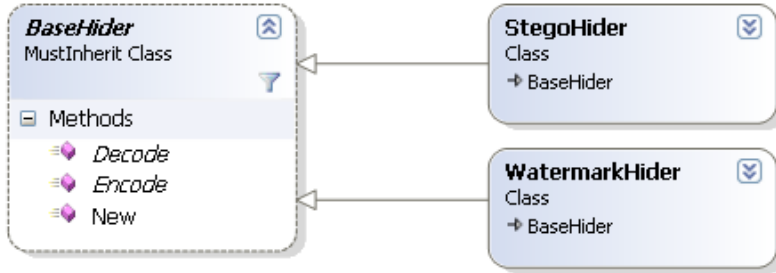 BaseHider
MustInherit Class
Methods
Decode
Encode
New
StegoHider
Class
BaseHider
WatermarkHider
Class
BaseHider